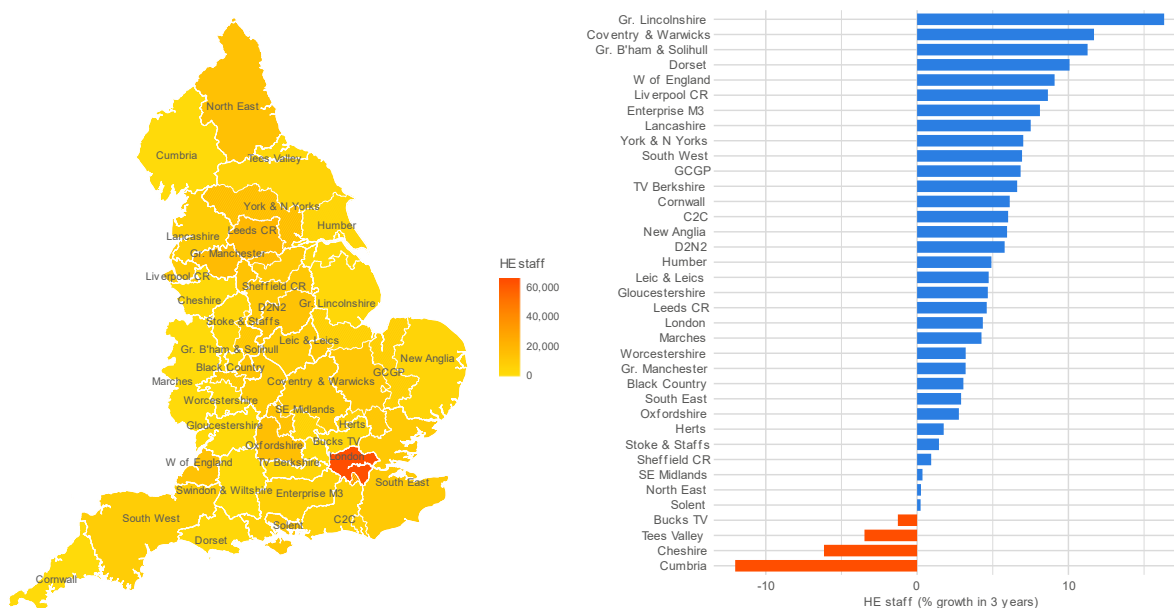 North East
Cumbria
Tees Valley
York & N Yorks
Humber
Lancashire
Leeds CR
Gr. Manchester
Liverpool CR
Sheffield CR
Cheshire
D2N2
Gr. Lincolnshire
Stoke & Staffs
Leic & Leics
Gr. B'ham & Solihull
New Anglia
Black Country
GCGP
Marches
Coventry & Warwicks
Worcestershire
SE Midlands
Gloucestershire
Herts
Oxfordshire
Bucks TV
W of England
TV Berkshire
London
Swindon & Wiltshire
Enterprise M3
South East
South West
Solent
C2C
Dorset
Cornwall
HE staff
60,000
40,000
20,000
0
Gr. Lincolnshire
Coventry & Warwicks
Gr. B'ham & Solihull
Dorset
W of England
Liverpool CR
Enterprise M3
Lancashire
York & N Yorks
South West
GCGP
TV Berkshire
Cornwall
C2C
New Anglia
D2N2
Humber
Leic & Leics
Gloucestershire
Leeds CR
London
Marches
Worcestershire
Gr. Manchester
Black Country
South East
Oxfordshire
Herts
Stoke & Staffs
Sheffield CR
SE Midlands
North East
Solent
Bucks TV
Tees Valley
Cheshire
Cumbria
-10 0 10
HE staff (% growth in 3 years)